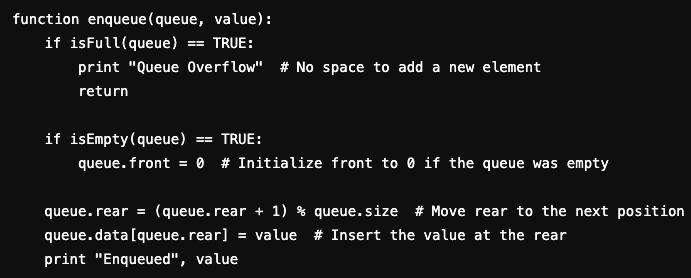 function enqueue(queue, value):
    if isFull(queue) == TRUE:
        print "Queue Overflow"  # No space to add a new element
        return

    if isEmpty(queue) == TRUE:
        queue.front = 0  # Initialize front to 0 if the queue was empty

    queue.rear = (queue.rear + 1) % queue.size  # Move rear to the next position
    queue.data[queue.rear] = value  # Insert the value at the rear
    print "Enqueued", value